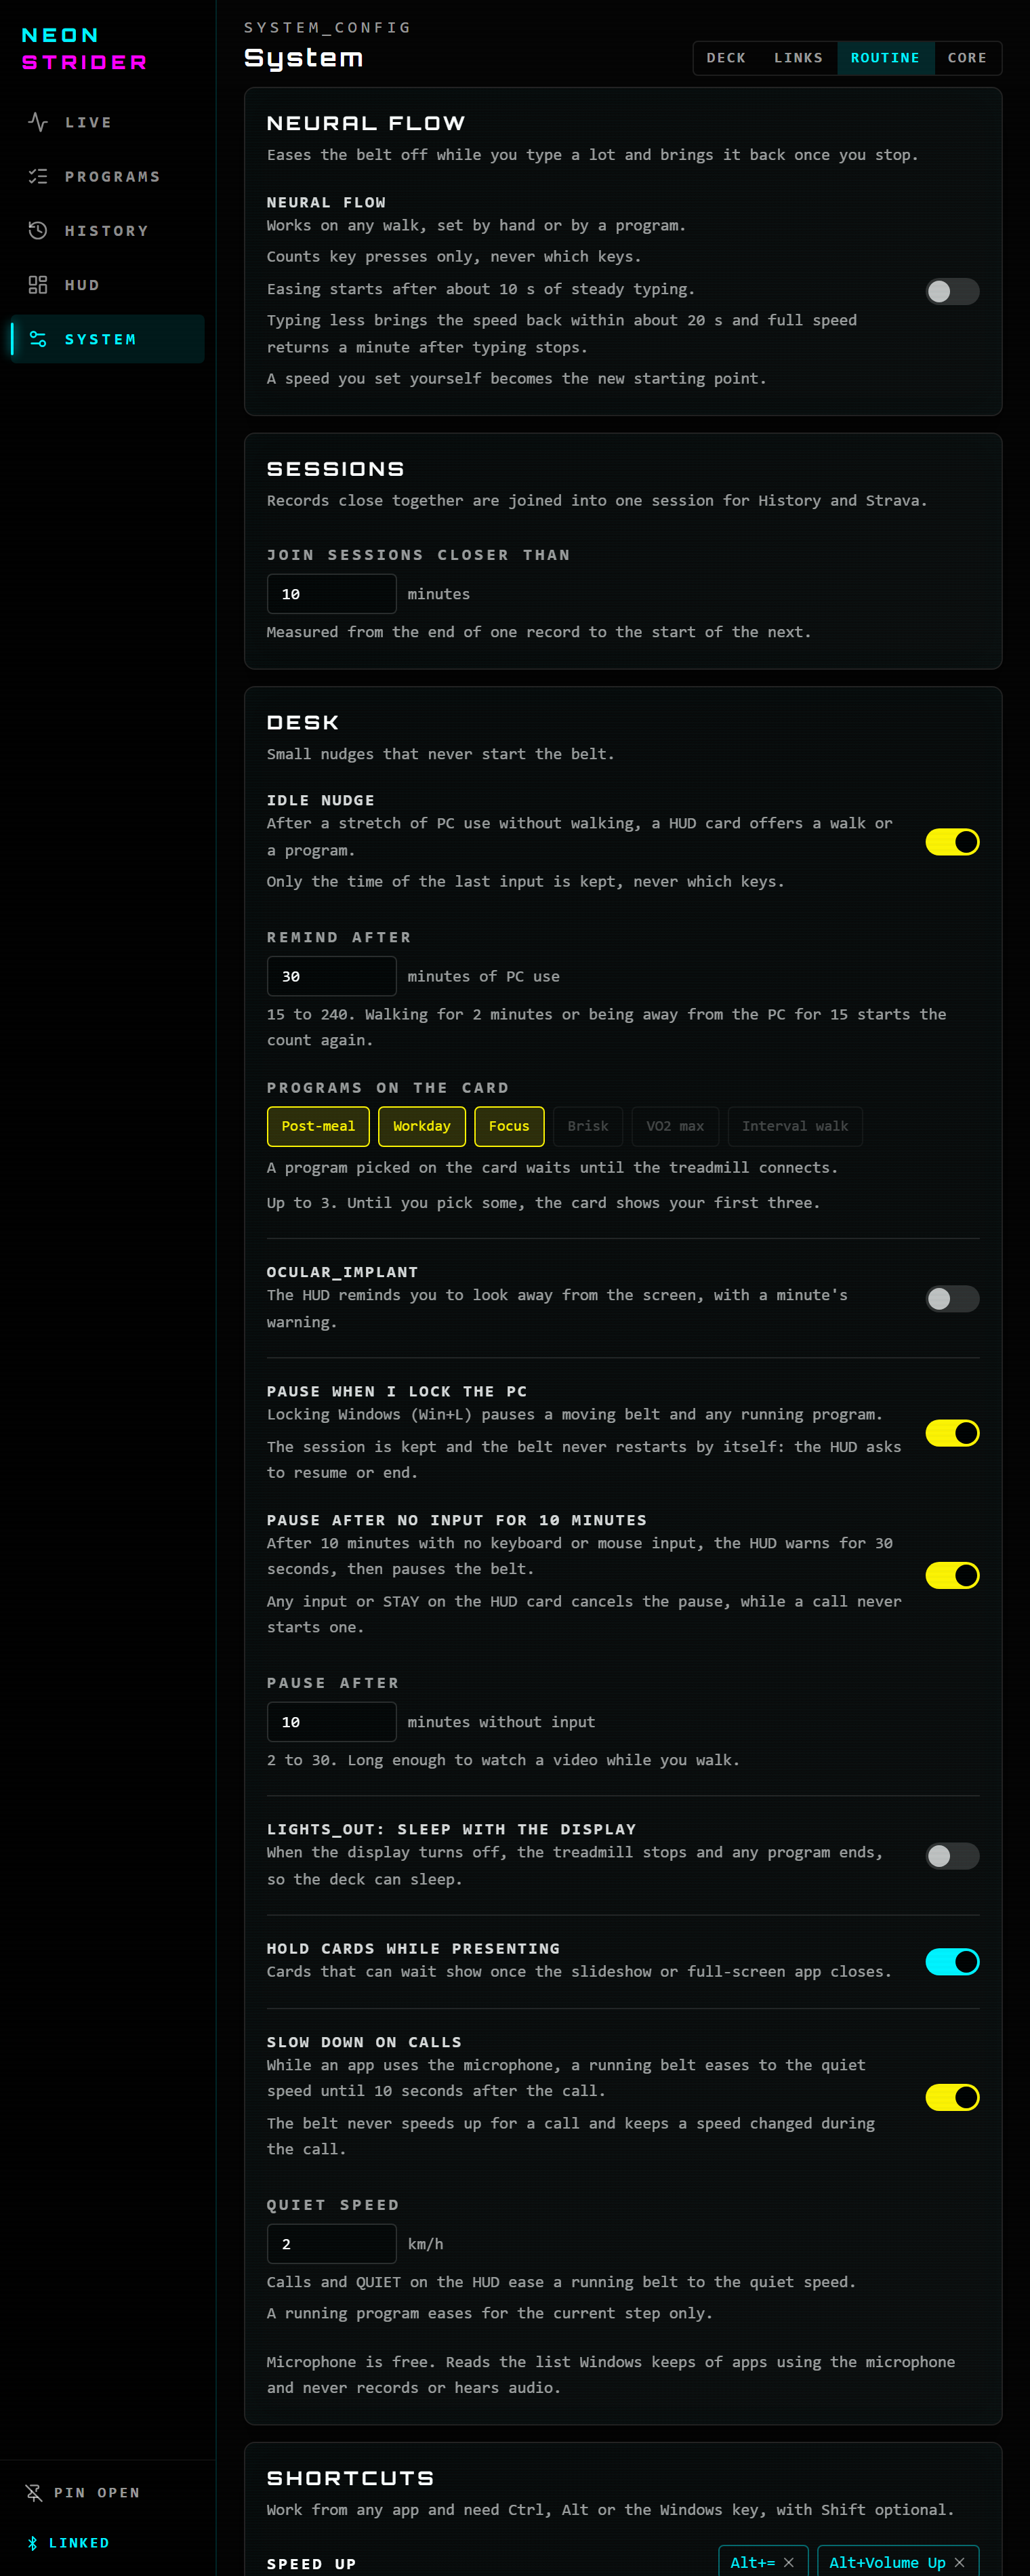 NEON
STRIDER
LIVE
PROGRAMS
HISTORY
HUD
SYSTEM
PIN OPEN
LINKED
SYSTEM_CONFIG
System
DECK LINKS ROUTINE CORE
NEURAL FLOW
Eases the belt off while you type a lot and brings it back once you stop.
NEURAL FLOW
Works on any walk, set by hand or by a program.
Counts key presses only, never which keys.
Easing starts after about 10 s of steady typing.
Typing less brings the speed back within about 20 s and full speed
returns a minute after typing stops.
A speed you set yourself becomes the new starting point.
SESSIONS
Records close together are joined into one session for History and Strava.
JOIN SESSIONS CLOSER THAN
10 minutes
Measured from the end of one record to the start of the next.
DESK
Small nudges that never start the belt.
IDLE NUDGE
After a stretch of PC use without walking, a HUD card offers a walk or
a program.
Only the time of the last input is kept, never which keys.
REMIND AFTER
30 minutes of PC use
15 to 240. Walking for 2 minutes or being away from the PC for 15 starts the
count again.
PROGRAMS ON THE CARD
Post-meal Workday Focus Brisk VO2 max Interval walk
A program picked on the card waits until the treadmill connects.
Up to 3. Until you pick some, the card shows your first three.
OCULAR_IMPLANT
The HUD reminds you to look away from the screen, with a minute's
warning.
PAUSE WHEN I LOCK THE PC
Locking Windows (Win+L) pauses a moving belt and any running program.
The session is kept and the belt never restarts by itself: the HUD asks
to resume or end.
PAUSE AFTER NO INPUT FOR 10 MINUTES
After 10 minutes with no keyboard or mouse input, the HUD warns for 30
seconds, then pauses the belt.
Any input or STAY on the HUD card cancels the pause, while a call never
starts one.
PAUSE AFTER
10 minutes without input
2 to 30. Long enough to watch a video while you walk.
LIGHTS_OUT: SLEEP WITH THE DISPLAY
When the display turns off, the treadmill stops and any program ends,
so the deck can sleep.
HOLD CARDS WHILE PRESENTING
Cards that can wait show once the slideshow or full-screen app closes.
SLOW DOWN ON CALLS
While an app uses the microphone, a running belt eases to the quiet
speed until 10 seconds after the call.
The belt never speeds up for a call and keeps a speed changed during
the call.
QUIET SPEED
2 km/h
Calls and QUIET on the HUD ease a running belt to the quiet speed.
A running program eases for the current step only.
Microphone is free. Reads the list Windows keeps of apps using the microphone
and never records or hears audio.
SHORTCUTS
Work from any app and need Ctrl, Alt or the Windows key, with Shift optional.
SPEED UP Alt+= Alt+Volume Up